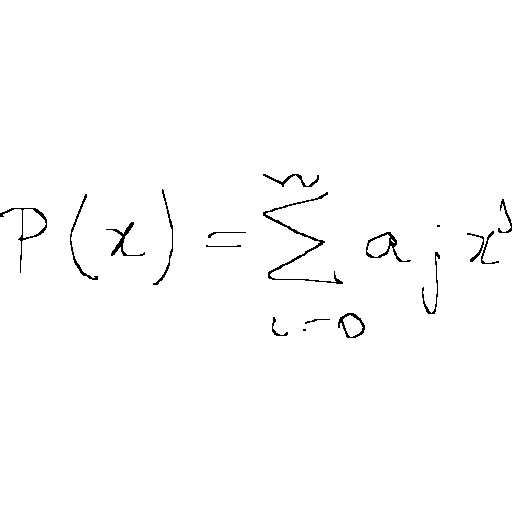 P(x) = \sum_{i=0}^{n} a_j x^j